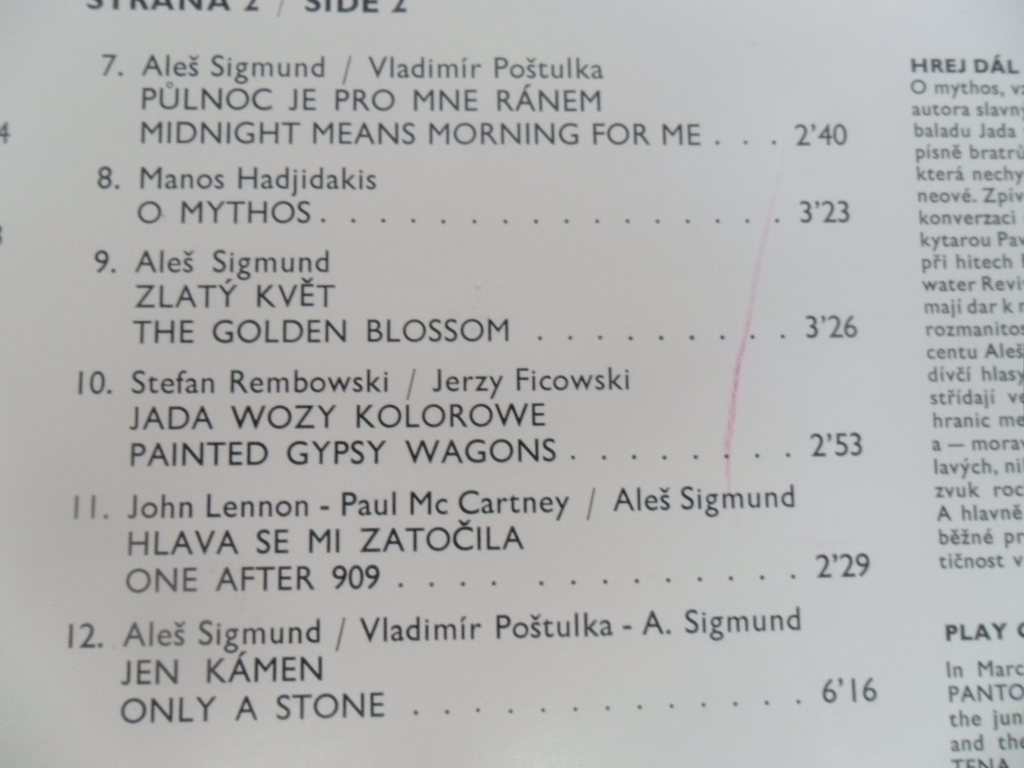 STRANA 2 / SIDE 2
7. Aleš Sigmund / Vladimír Poštulka
PŮLNOC JE PRO MNE RÁNEM
MIDNIGHT MEANS MORNING FOR ME . . . 2'40
8. Manos Hadjidakis
O MYTHOS . . . . . . . . . . . . . . . . 3'23
9. Aleš Sigmund
ZLATÝ KVĚT
THE GOLDEN BLOSSOM . . . . . . . . . 3'26
10. Stefan Rembowski / Jerzy Ficowski
JADA WOZY KOLOROWE
PAINTED GYPSY WAGONS . . . . . . . . 2'53
11. John Lennon - Paul Mc Cartney / Aleš Sigmund
HLAVA SE MI ZATOČILA
ONE AFTER 909 . . . . . . . . . . . . . . 2'29
12. Aleš Sigmund / Vladimír Poštulka - A. Sigmund
JEN KÁMEN
ONLY A STONE . . . . . . . . . . . . . . 6'16
HREJ DÁL
O mythos,
autora
baladu Jada
písně
která
neové.
konverzaci
kytarou
při hitech
water
mají dar k
rozmanitos
centu
dívčí hlasy
střídají
hranic
a —
lavých,
zvuk
A hlavně
běžné
tičnost v
PLAY
In
PANTO
the
and the
TENA